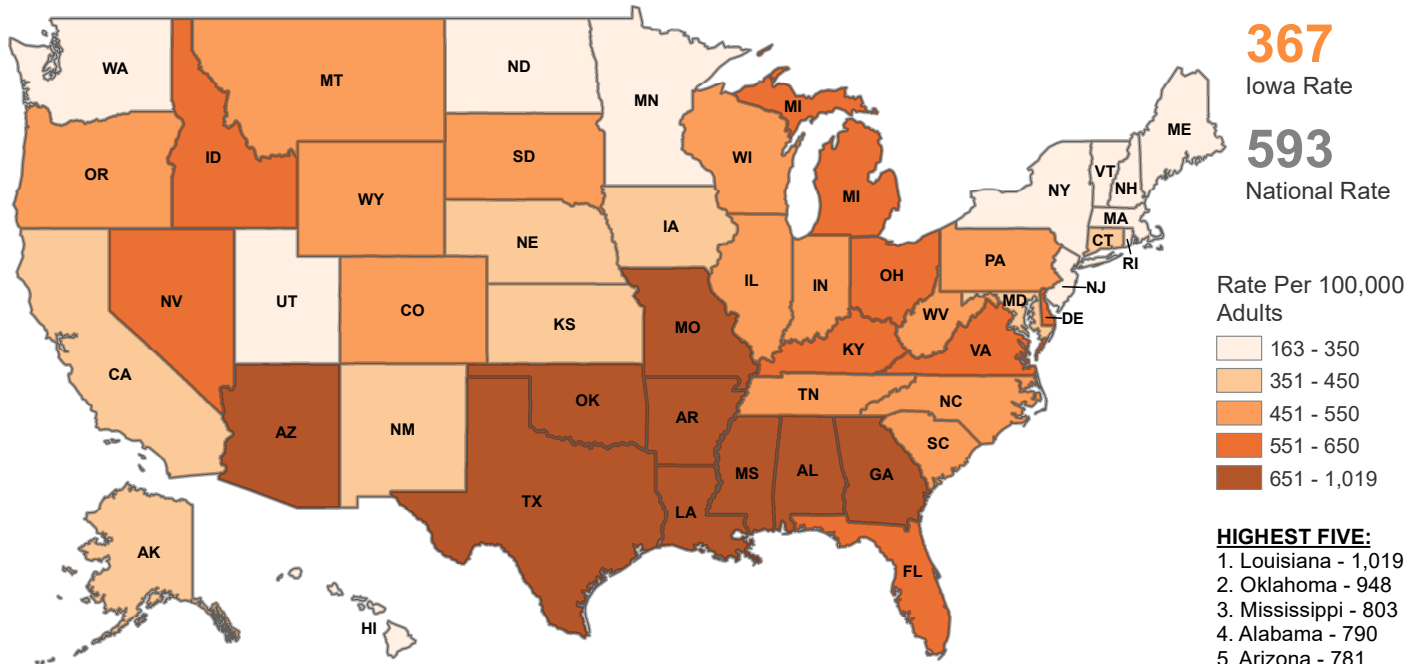 WA
MT
ND
MN
ME
OR
ID
SD
WI
MI
MI
WY
NY
VT
NH
MA
CT
RI
IA
NE
PA
NJ
NV
UT
CO
IL
IN
OH
MD
DE
WV
KS
MO
KY
VA
CA
AZ
NM
OK
AR
TN
NC
SC
TX
LA
MS
AL
GA
AK
HI
FL
367
Iowa Rate
593
National Rate
Rate Per 100,000
Adults
163 - 350
351 - 450
451 - 550
551 - 650
651 - 1,019
HIGHEST FIVE:
1. Louisiana - 1,019
2. Oklahoma - 948
3. Mississippi - 803
4. Alabama - 790
5. Arizona - 781